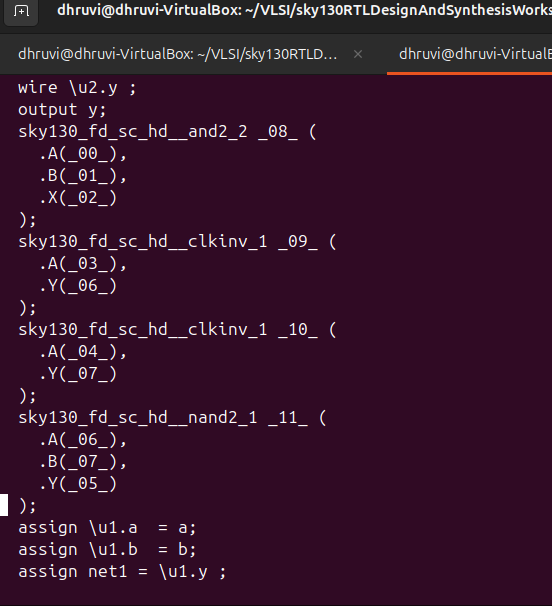 dhruvi@dhruvi-VirtualBox: ~/VLSI/sky130RTLDesignAndSynthesisWorks
dhruvi@dhruvi-VirtualBox: ~/VLSI/sky130RTLD... × dhruvi@dhruvi-VirtualB
wire \u2.y ;
output y;
sky130_fd_sc_hd__and2_2 _08_ (
.A(_00_),
.B(_01_),
.X(_02_)
);
sky130_fd_sc_hd__clkinv_1 _09_ (
.A(_03_),
.Y(_06_)
);
sky130_fd_sc_hd__clkinv_1 _10_ (
.A(_04_),
.Y(_07_)
);
sky130_fd_sc_hd__nand2_1 _11_ (
.A(_06_),
.B(_07_),
.Y(_05_)
);
assign \u1.a  = a;
assign \u1.b  = b;
assign net1 = \u1.y ;